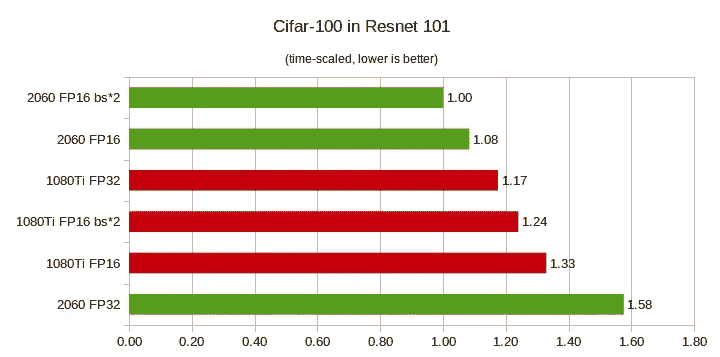 Cifar-100 in Resnet 101
(time-scaled, lower is better)
2060 FP16 bs*2 1.00
2060 FP16 1.08
1080Ti FP32 1.17
1080Ti FP16 bs*2 1.24
1080Ti FP16 1.33
2060 FP32 1.58
0.00 0.20 0.40 0.60 0.80 1.00 1.20 1.40 1.60 1.80